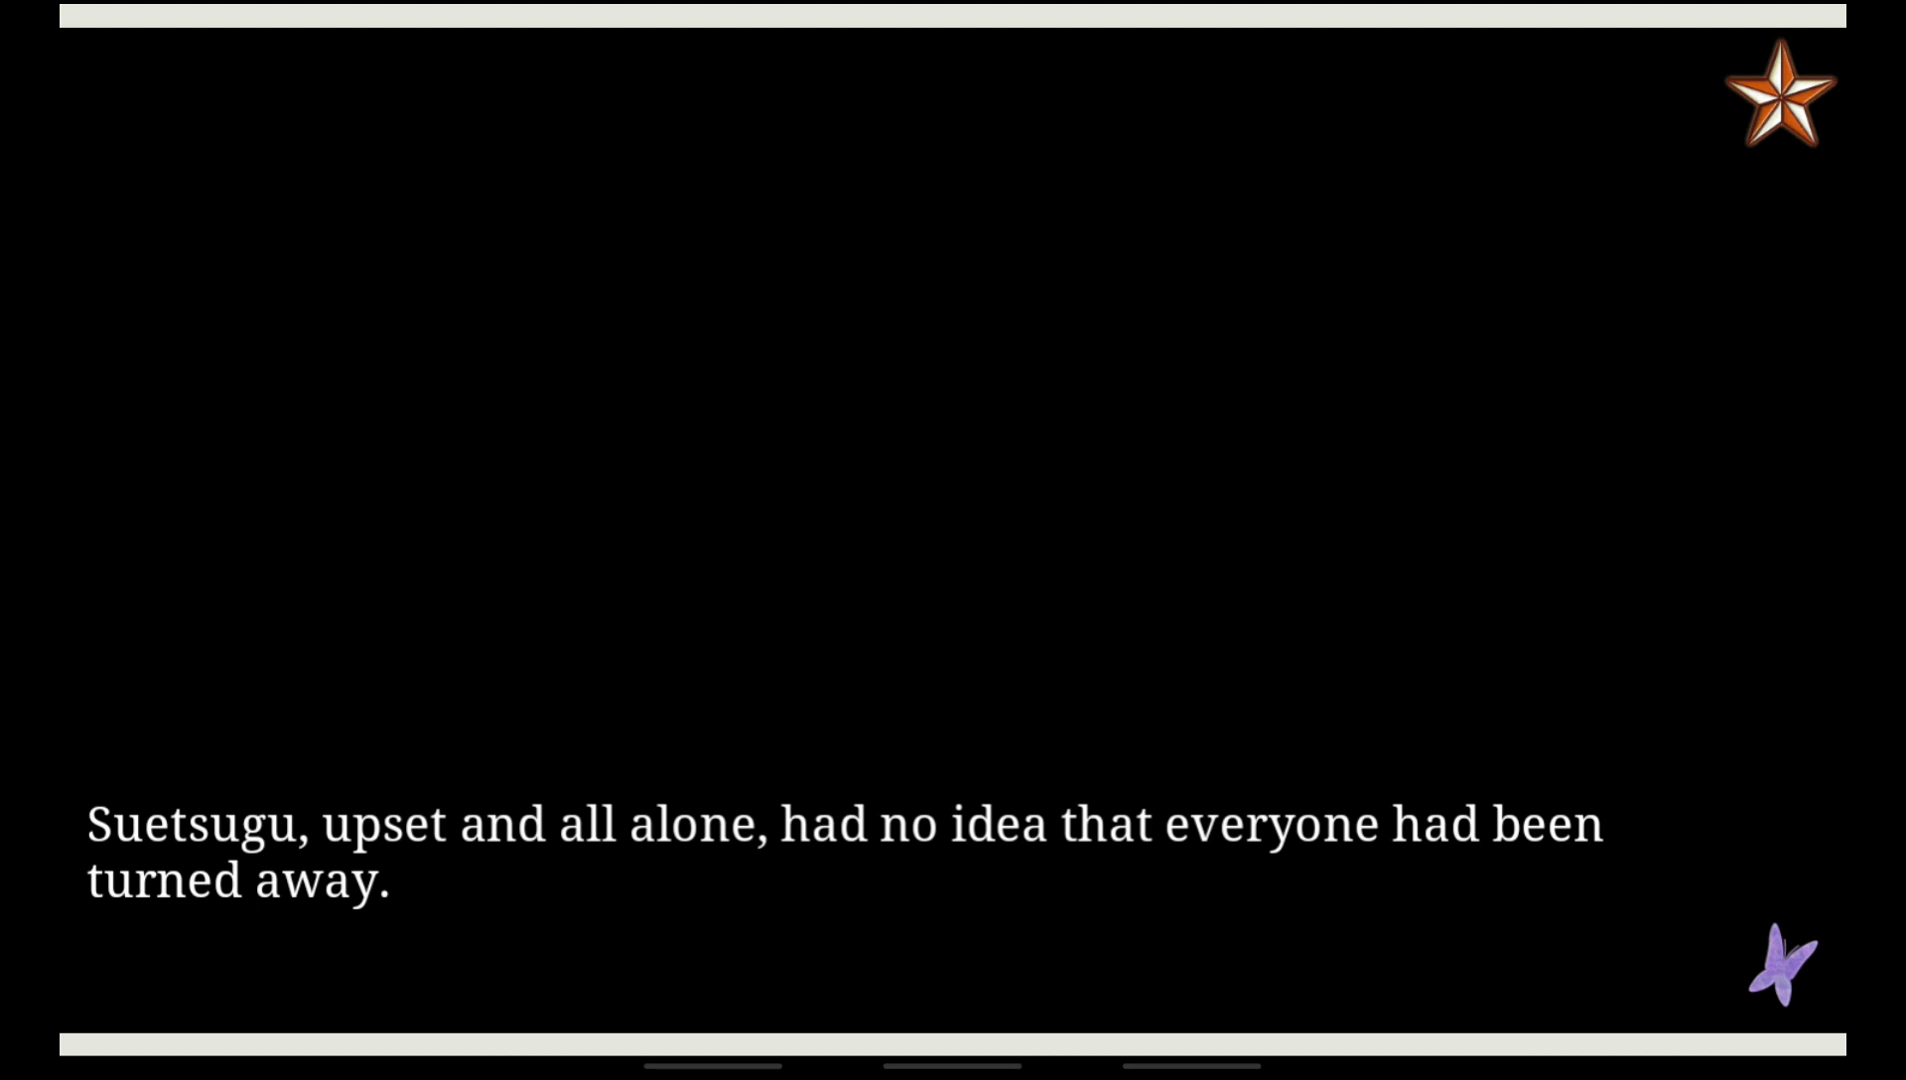 Suetsugu, upset and all alone, had no idea that everyone had been
turned away.